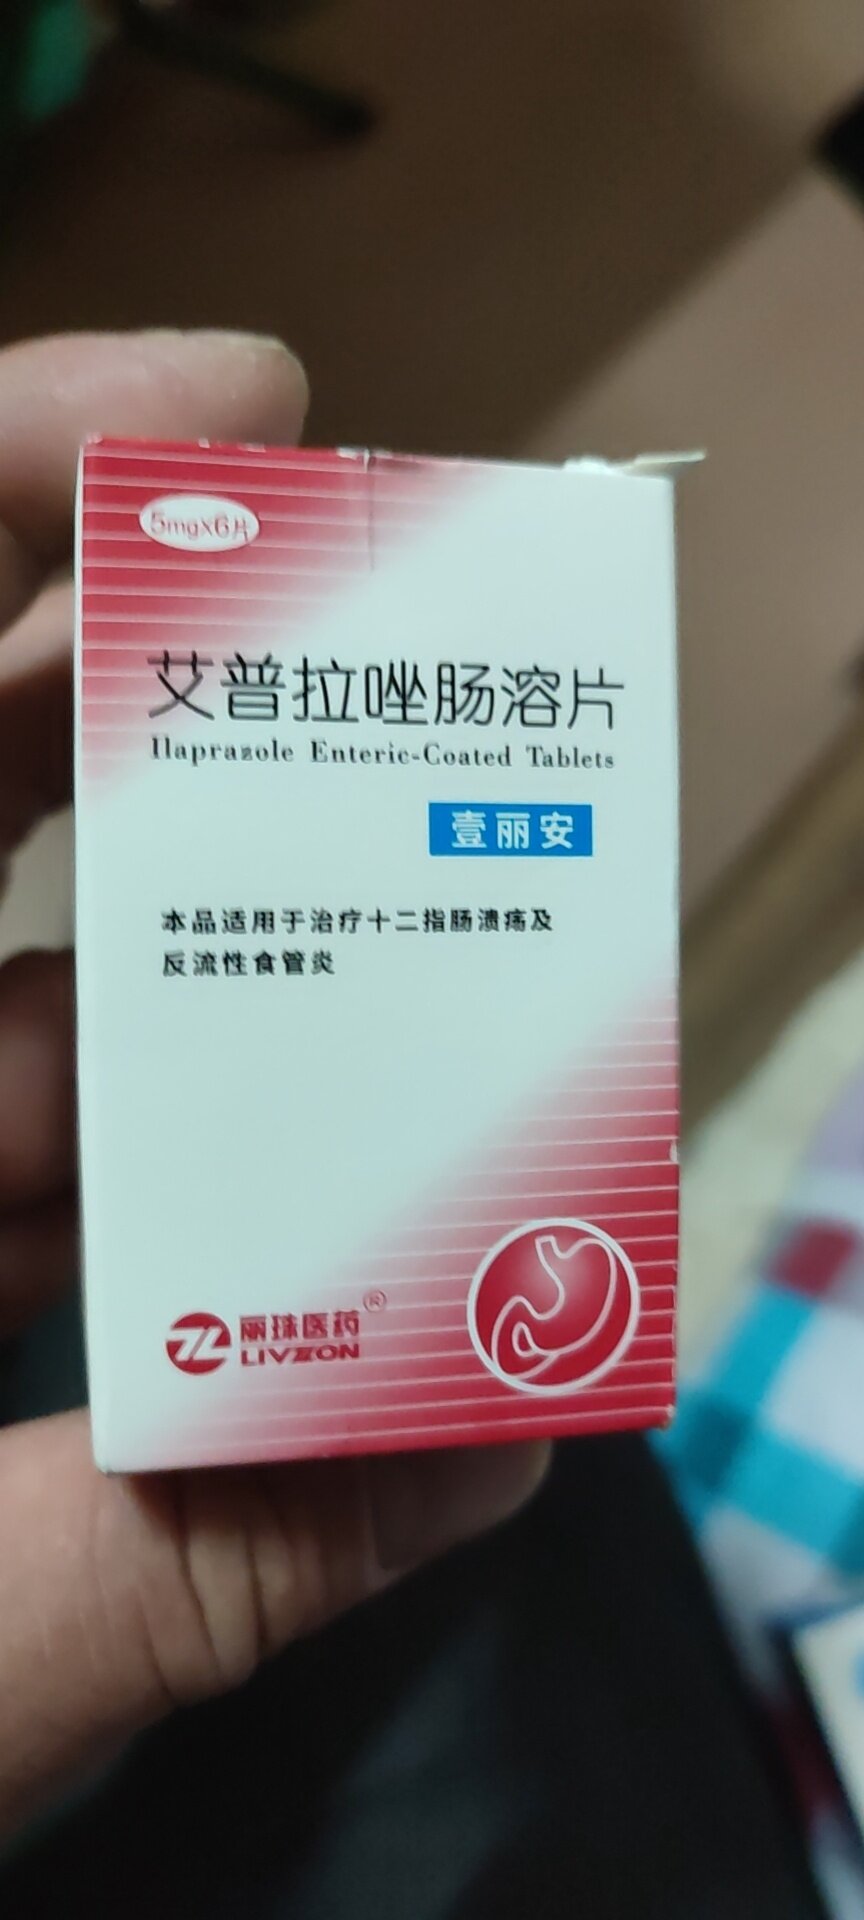 5mgX6片
艾普拉唑肠溶片
Ilaprazole Enteric-Coated Tablets
壹丽安
本品适用于治疗十二指肠溃疡及
反流性食管炎
丽珠医药®
LIVZON